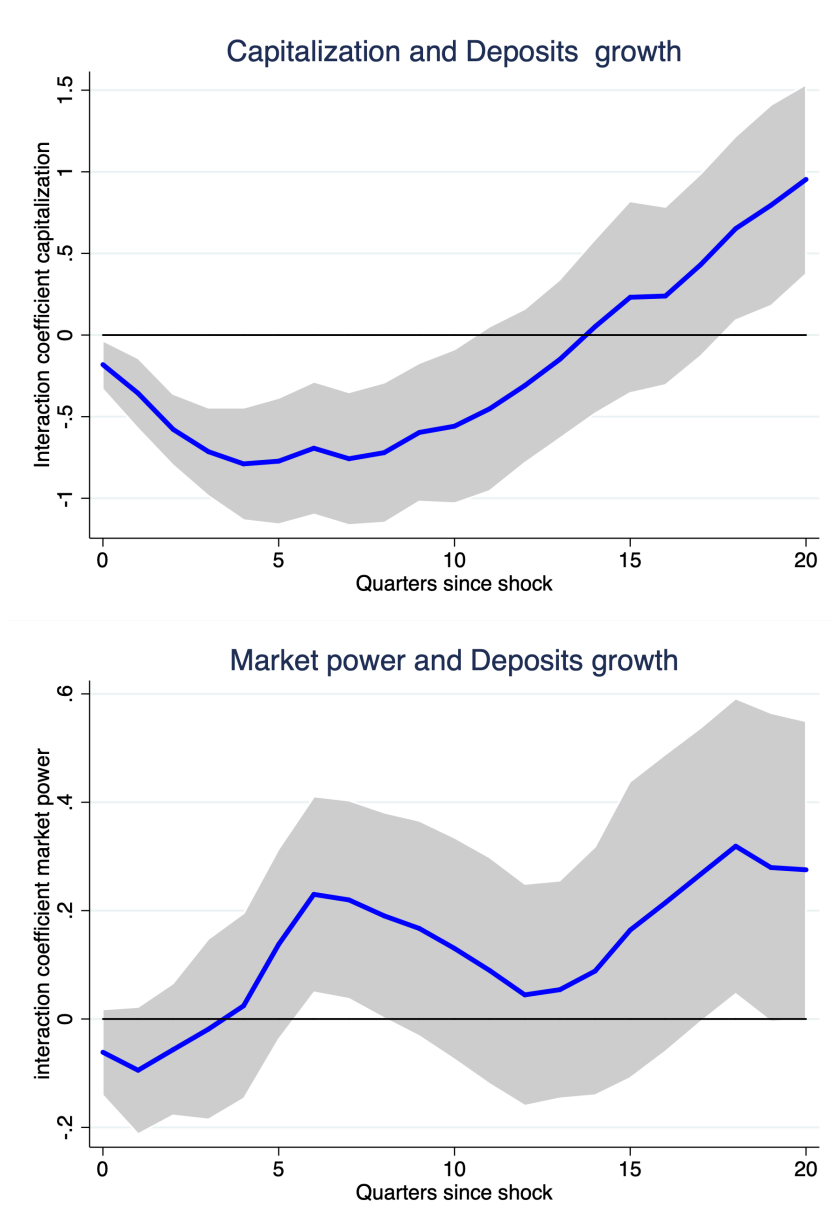 Capitalization and Deposits  growth
Interaction coefficient capitalization
1.5
1
.5
0
-.5
-1
0 5 10 15 20
Quarters since shock
Market power and Deposits growth
interaction coefficient market power
.6
.4
.2
0
-.2
0 5 10 15 20
Quarters since shock